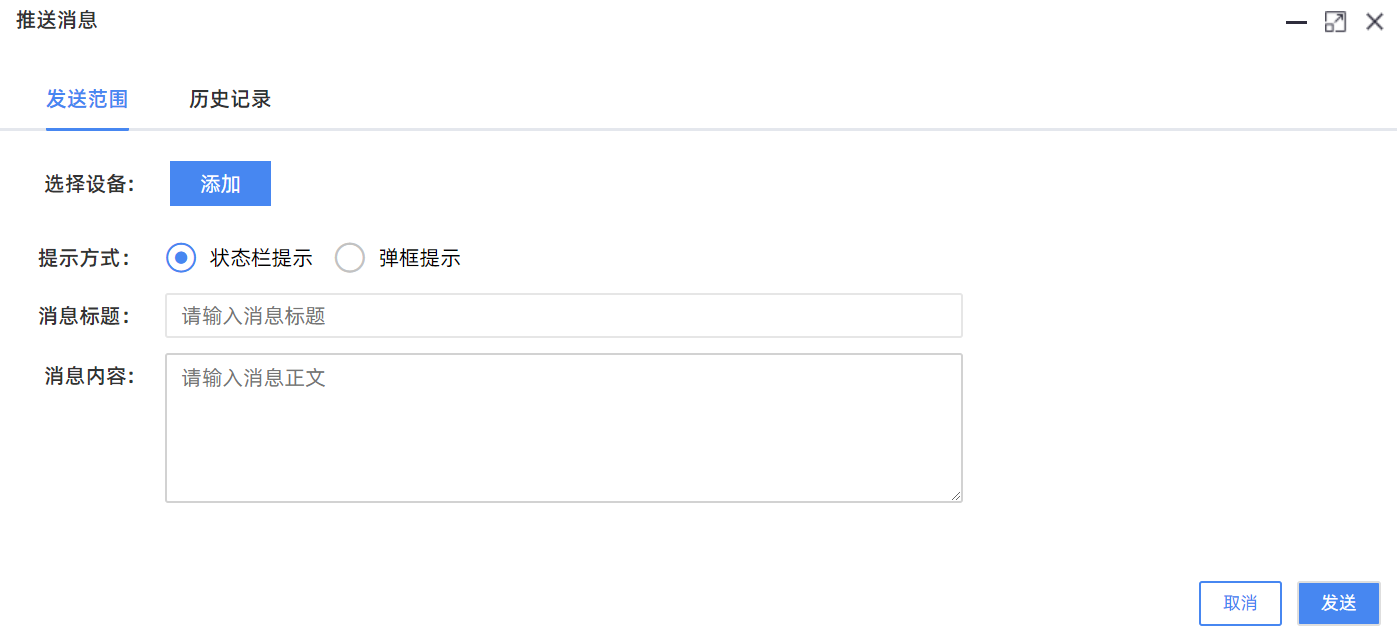 推送消息
发送范围 历史记录
选择设备： 添加
提示方式： 状态栏提示 弹框提示
消息标题： 请输入消息标题
消息内容： 请输入消息正文
取消 发送